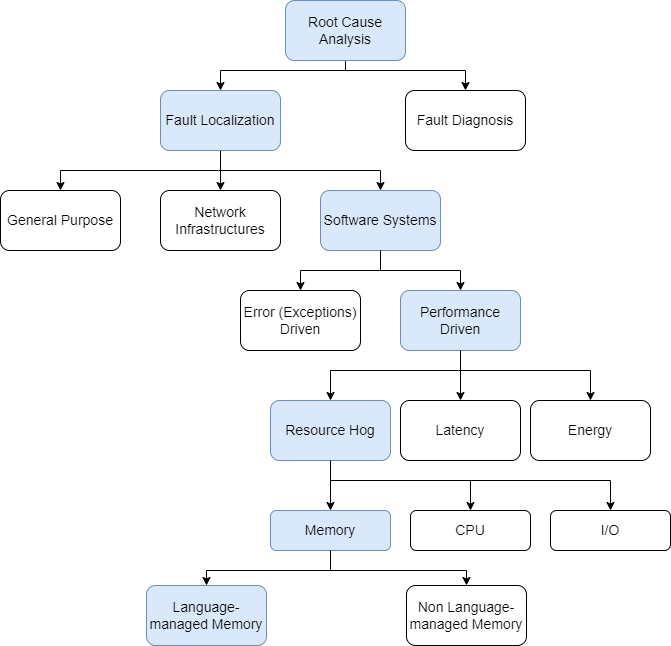 Root Cause
Analysis
Fault Localization
Fault Diagnosis
General Purpose
Network
Infrastructures
Software Systems
Error (Exceptions)
Driven
Performance
Driven
Resource Hog
Latency
Energy
Memory
CPU
I/O
Language-
managed Memory
Non Language-
managed Memory